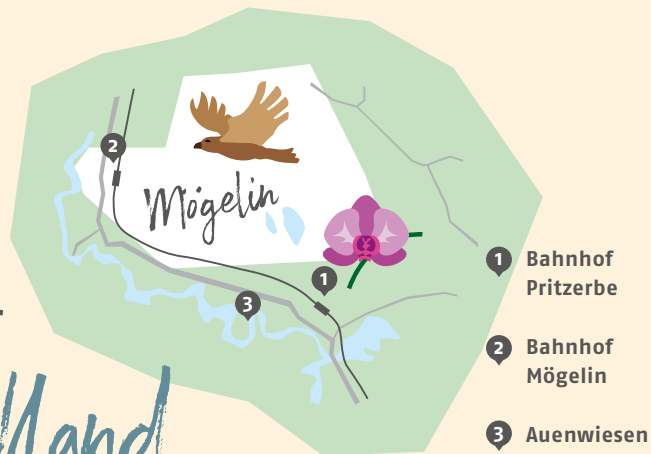 2
Mögelin
1
3
1 Bahnhof
Pritzerbe
2 Bahnhof
Mögelin
3 Auenwiesen